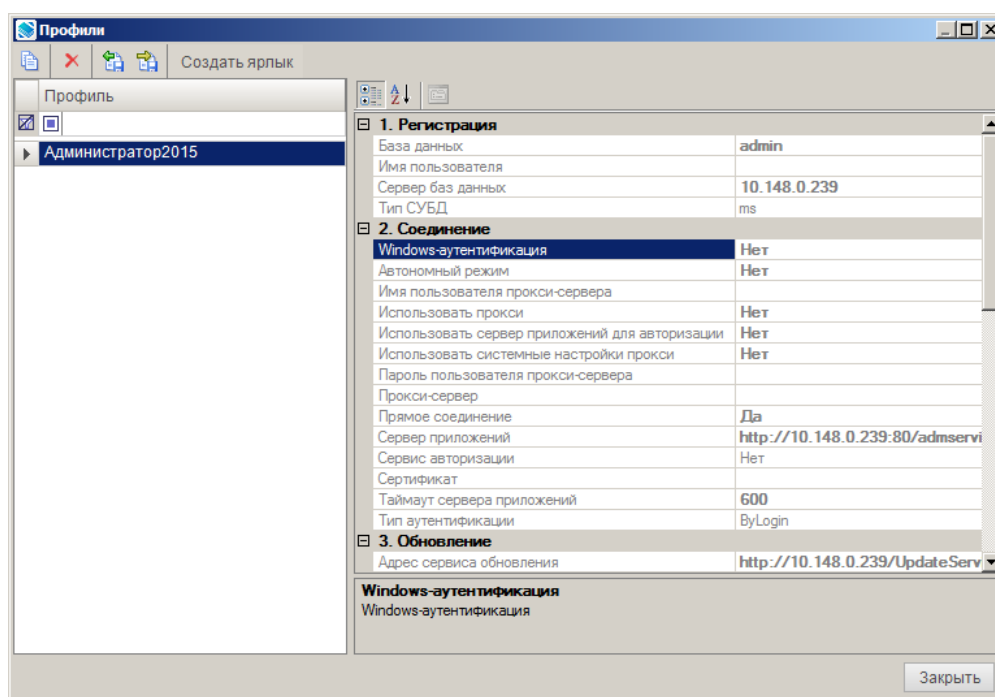 Профили
Создать ярлык
Профиль
Администратор2015
1. Регистрация
База данных admin
Имя пользователя
Сервер баз данных 10.148.0.239
Тип СУБД ms
2. Соединение
Windows-аутентификация Нет
Автономный режим Нет
Имя пользователя прокси-сервера
Использовать прокси Нет
Использовать сервер приложений для авторизации Нет
Использовать системные настройки прокси Нет
Пароль пользователя прокси-сервера
Прокси-сервер
Прямое соединение Да
Сервер приложений http://10.148.0.239:80/admservi
Сервис авторизации Нет
Сертификат
Таймаут сервера приложений 600
Тип аутентификации ByLogin
3. Обновление
Адрес сервиса обновления http://10.148.0.239/UpdateServ
Windows-аутентификация
Windows-аутентификация
Закрыть